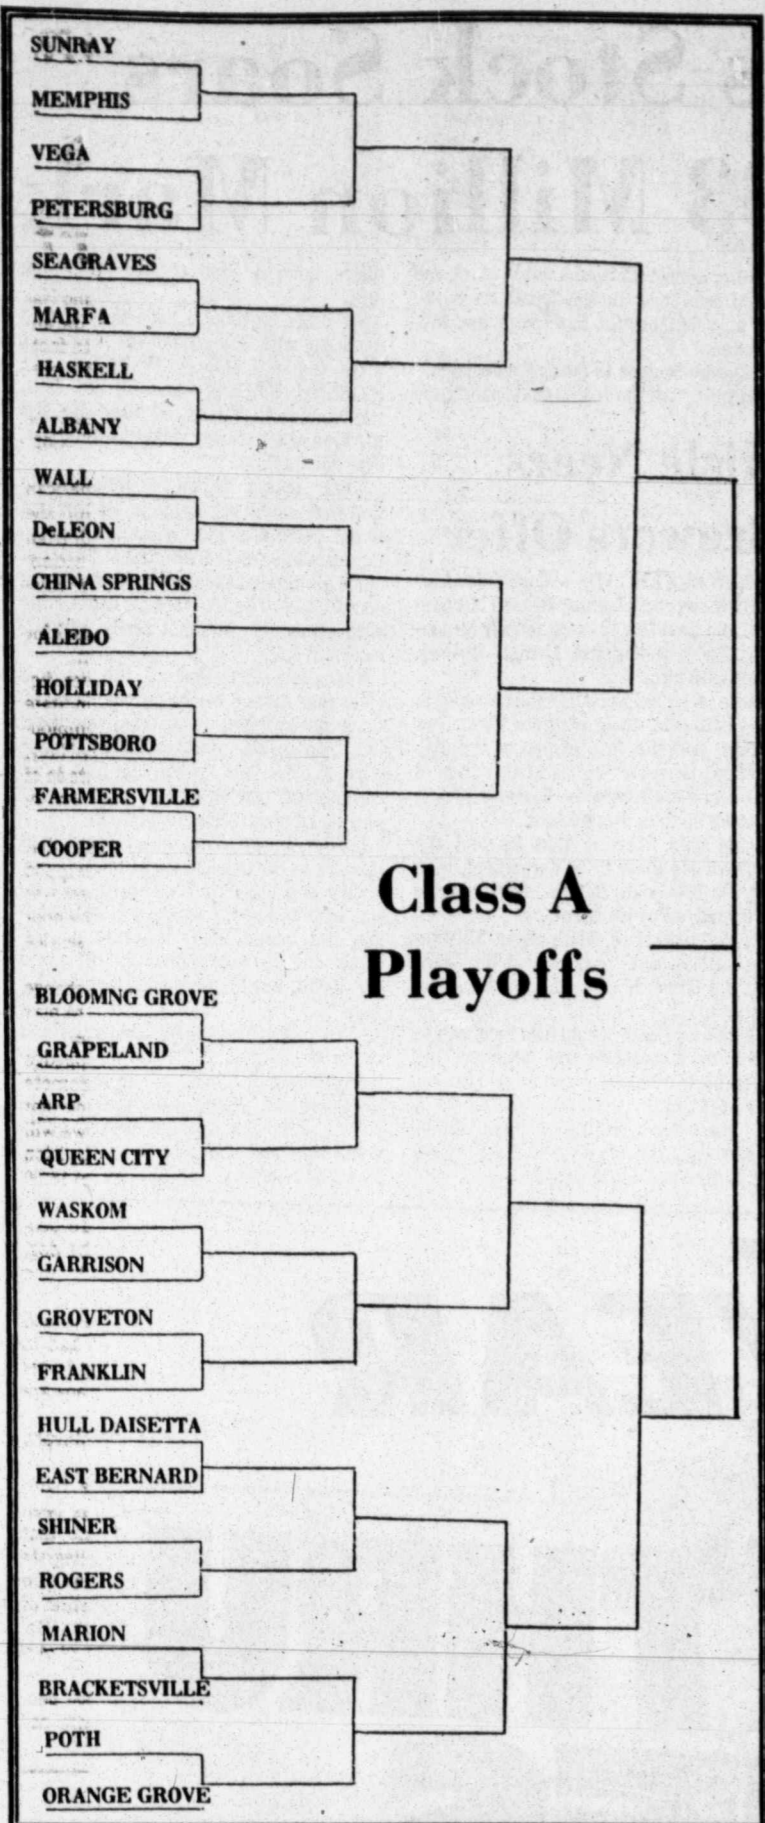 SUNRAY
MEMPHIS
VEGA
PETERSBURG
SEAGRAVES
MARFA
HASKELL
ALBANY
WALL
DeLEON
CHINA SPRINGS
ALEDO
HOLLIDAY
POTTSBORO
FARMERSVILLE
COOPER
Class A
Playoffs
BLOOMNG GROVE
GRAPELAND
ARP
QUEEN CITY
WASKOM
GARRISON
GROVETON
FRANKLIN
HULL DAISETTA
EAST BERNARD
SHINER
ROGERS
MARION
BRACKETSVILLE
POTH
ORANGE GROVE